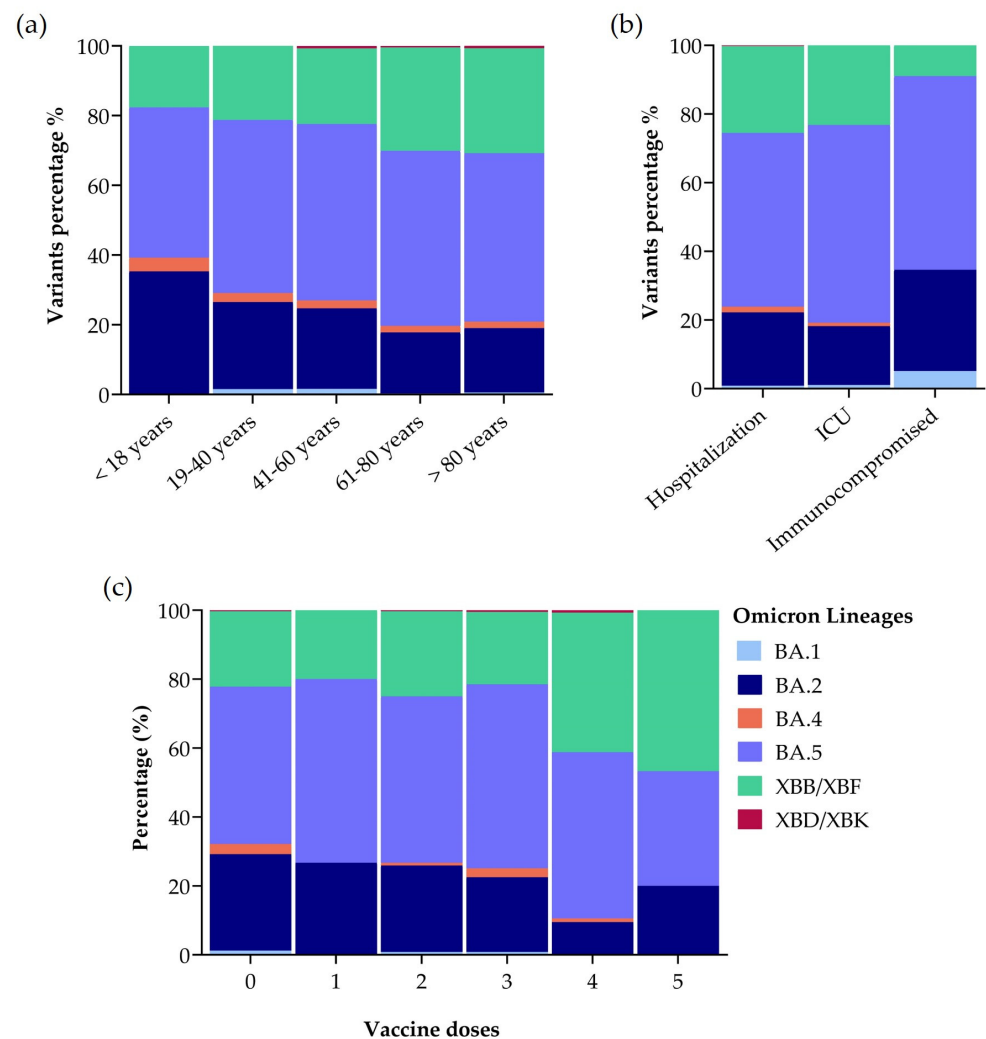 (a)
Variants percentage %
100
80
60
40
20
0
< 18 years
19-40 years
41-60 years
61-80 years
> 80 years
(b)
Variants percentage %
100
80
60
40
20
0
Hospitalization
ICU
Immunocompromised
(c)
Percentage (%)
100
80
60
40
20
0
0 1 2 3 4 5
Vaccine doses
Omicron Lineages
BA.1
BA.2
BA.4
BA.5
XBB/XBF
XBD/XBK